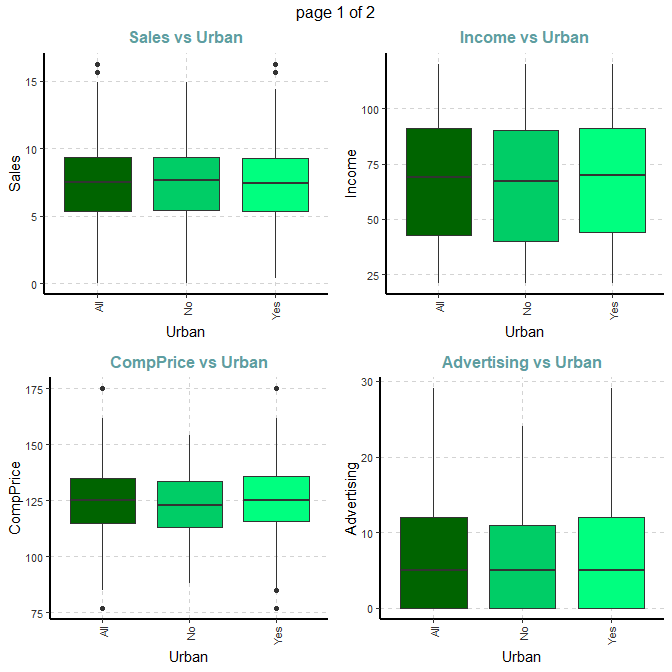 page 1 of 2
Sales vs Urban
Sales
15
10
5
0
All
No
Yes
Urban
Income vs Urban
Income
100
75
50
25
All
No
Yes
Urban
CompPrice vs Urban
CompPrice
175
150
125
100
75
All
No
Yes
Urban
Advertising vs Urban
Advertising
30
20
10
0
All
No
Yes
Urban